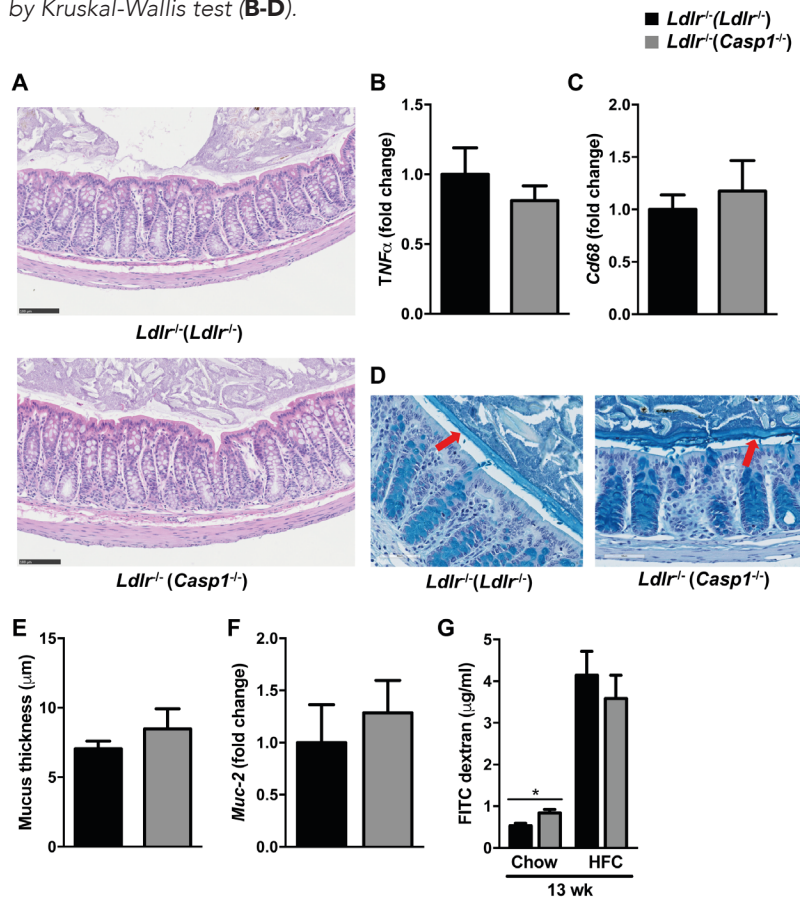 by Kruskal-Wallis test (B-D).
Ldlr-/-(Ldlr-/-)
Ldlr-/-(Casp1-/-)
A
Ldlr-/-(Ldlr-/-)
Ldlr-/- (Casp1-/-)
B
TNFα (fold change)
1.5
1.0
0.5
0.0
C
Cd68 (fold change)
2.0
1.5
1.0
0.5
0.0
D
Ldlr-/-(Ldlr-/-)
Ldlr-/- (Casp1-/-)
E
Mucus thickness (μm)
15
10
5
0
F
Muc-2 (fold change)
2.0
1.5
1.0
0.5
0.0
G
FITC dextran (μg/ml)
5
4
3
2
1
0
*
Chow HFC
13 wk